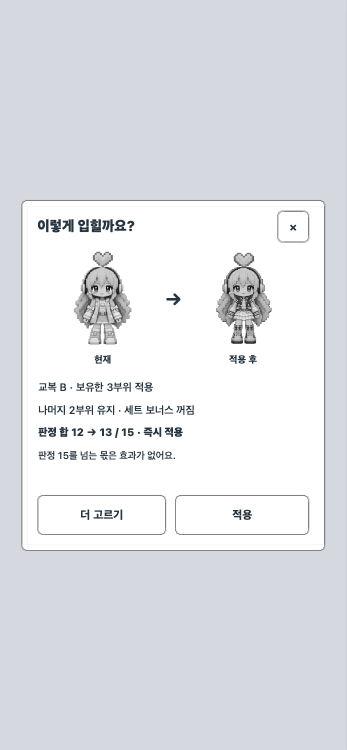 이렇게 입힐까요?
×
→
현재
적용 후
교복 B · 보유한 3부위 적용
나머지 2부위 유지 · 세트 보너스 꺼짐
판정 합 12 → 13 / 15 · 즉시 적용
판정 15를 넘는 몫은 효과가 없어요.
더 고르기
적용